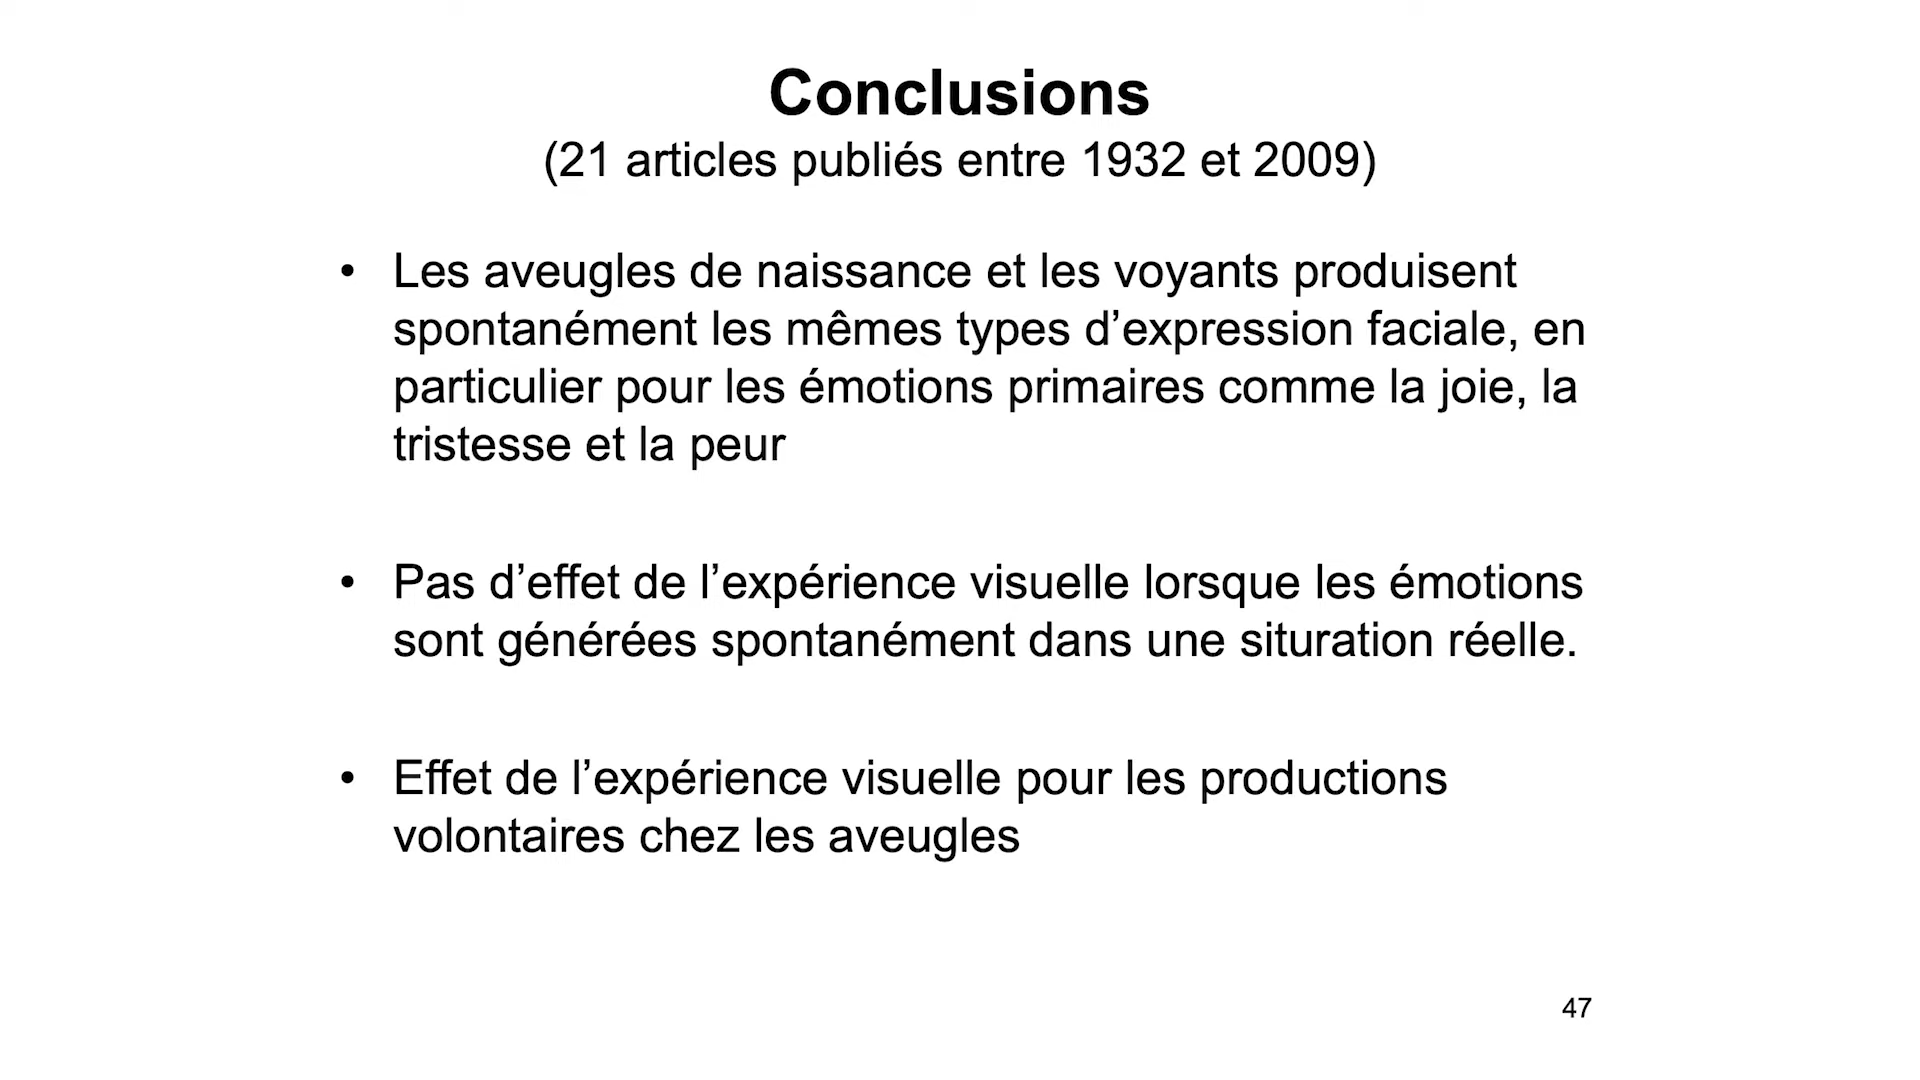 Conclusions
(21 articles publiés entre 1932 et 2009)
• Les aveugles de naissance et les voyants produisent
spontanément les mêmes types d’expression faciale, en
particulier pour les émotions primaires comme la joie, la
tristesse et la peur
• Pas d’effet de l’expérience visuelle lorsque les émotions
sont générées spontanément dans une situration réelle.
• Effet de l’expérience visuelle pour les productions
volontaires chez les aveugles
47